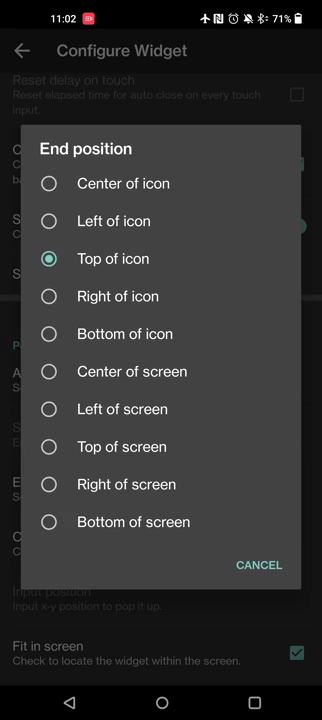 11:02
71%
Configure Widget
Reset delay on touch
Reset elapsed time for auto close on every touch
input.
End position
Center of icon
Left of icon
Top of icon
Right of icon
Bottom of icon
Center of screen
Left of screen
Top of screen
Right of screen
Bottom of screen
CANCEL
Input position
Input x-y position to pop it up.
Fit in screen
Check to locate the widget within the screen.